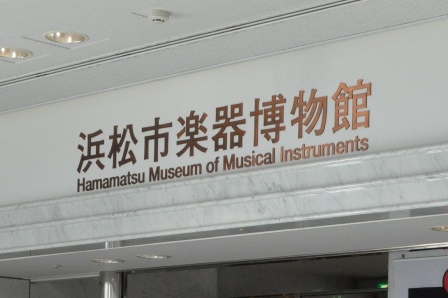 浜松市楽器博物館
Hamamatsu Museum of Musical Instruments